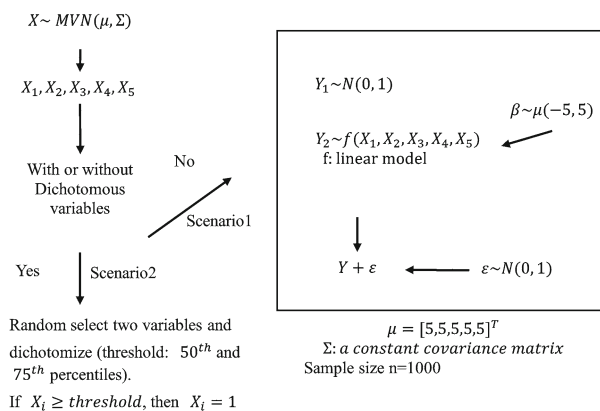 X~ MVN(μ, Σ)
X₁, X₂, X₃, X₄, X₅
With or without
Dichotomous
variables
No
Scenario1
Yes
Scenario2
Random select two variables and
dichotomize (threshold: 50ᵗʰ and
75ᵗʰ percentiles).
If Xᵢ ≥ threshold, then Xᵢ = 1
Y₁~N(0, 1)
β~μ(−5, 5)
Y₂~f(X₁, X₂, X₃, X₄, X₅)
f: linear model
Y + ε
ε~N(0, 1)
μ = [5,5,5,5,5]ᵀ
Σ: a constant covariance matrix
Sample size n=1000